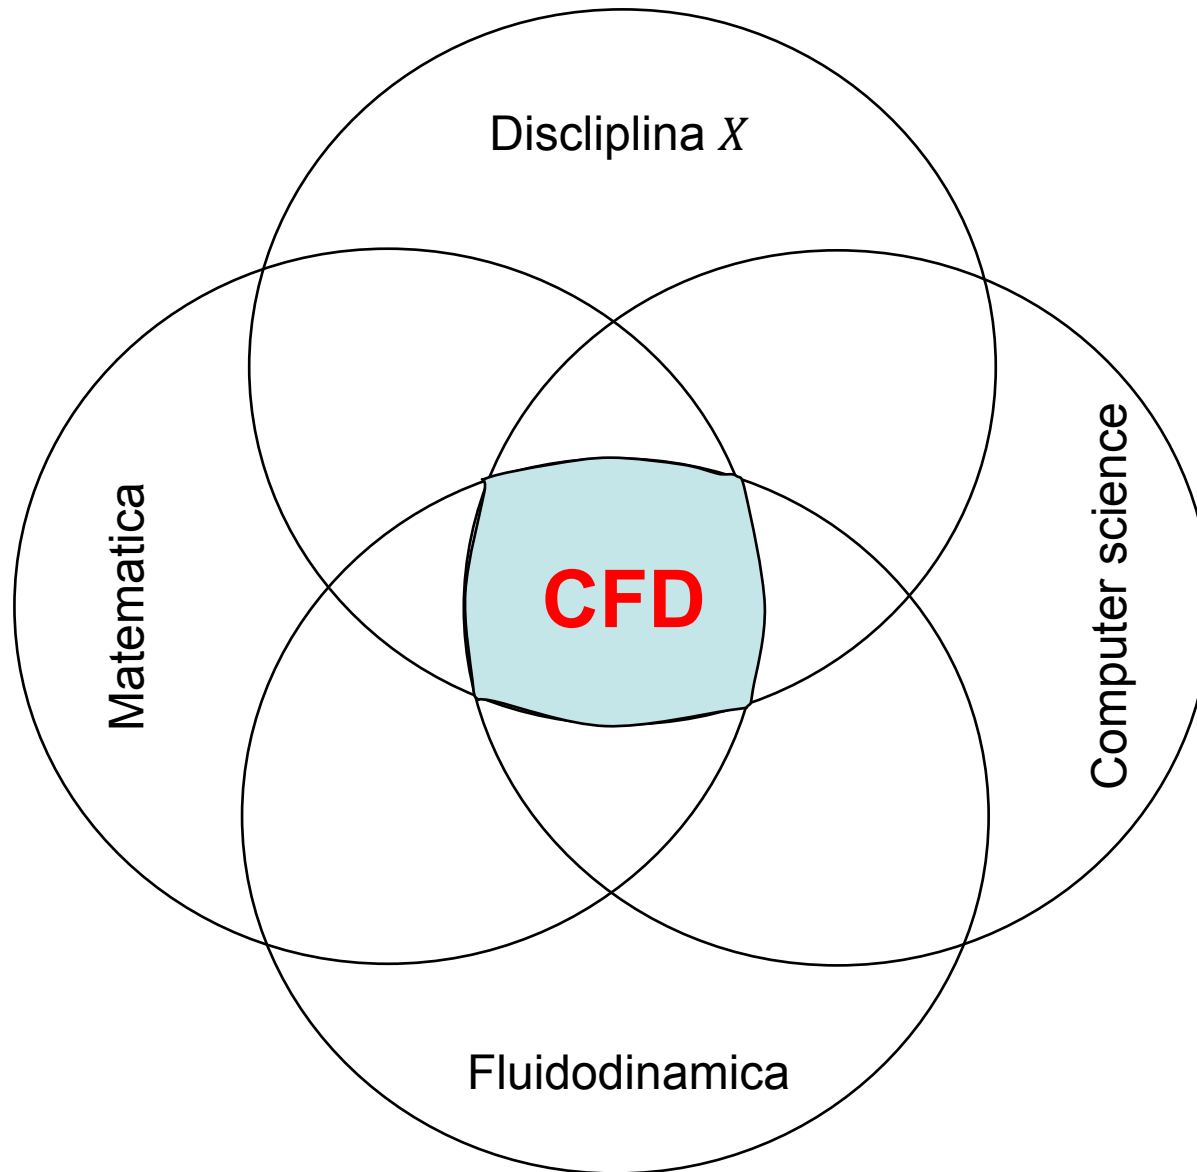 Discliplina X
Matematica
CFD
Computer science
Fluidodinamica